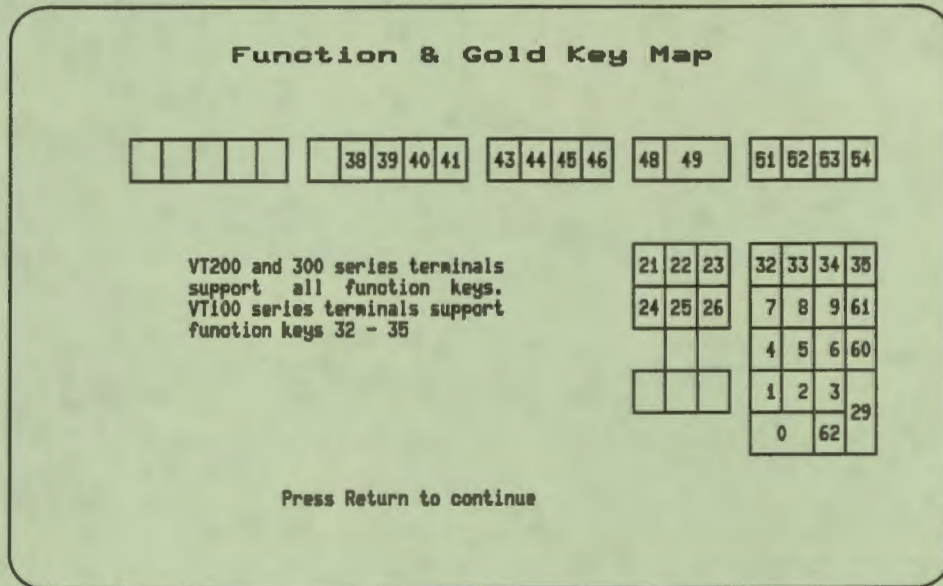 Function & Gold Key Map
38 39 40 41 43 44 45 46 48 49 51 52 53 54
VT200 and 300 series terminals
support all function keys.
VT100 series terminals support
function keys 32 - 35
21 22 23 32 33 34 35
24 25 26 7 8 9 61
4 5 6 60
1 2 3 29
0 62
Press Return to continue